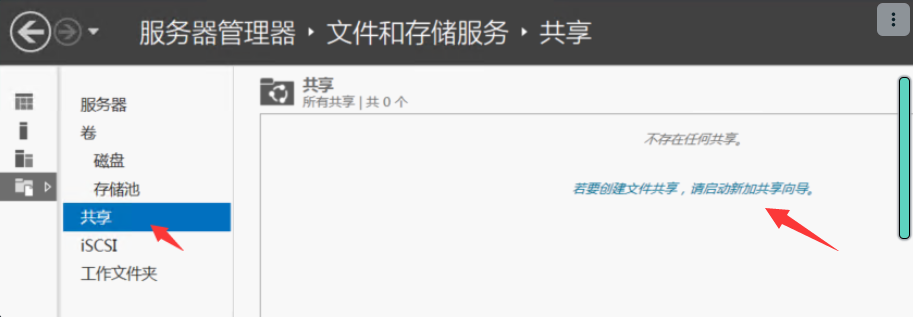 服务器管理器 ‣ 文件和存储服务 ‣ 共享
服务器
卷
磁盘
存储池
共享
iSCSI
工作文件夹
共享
所有共享 | 共 0 个
不存在任何共享。
若要创建文件共享，请启动新加共享向导。